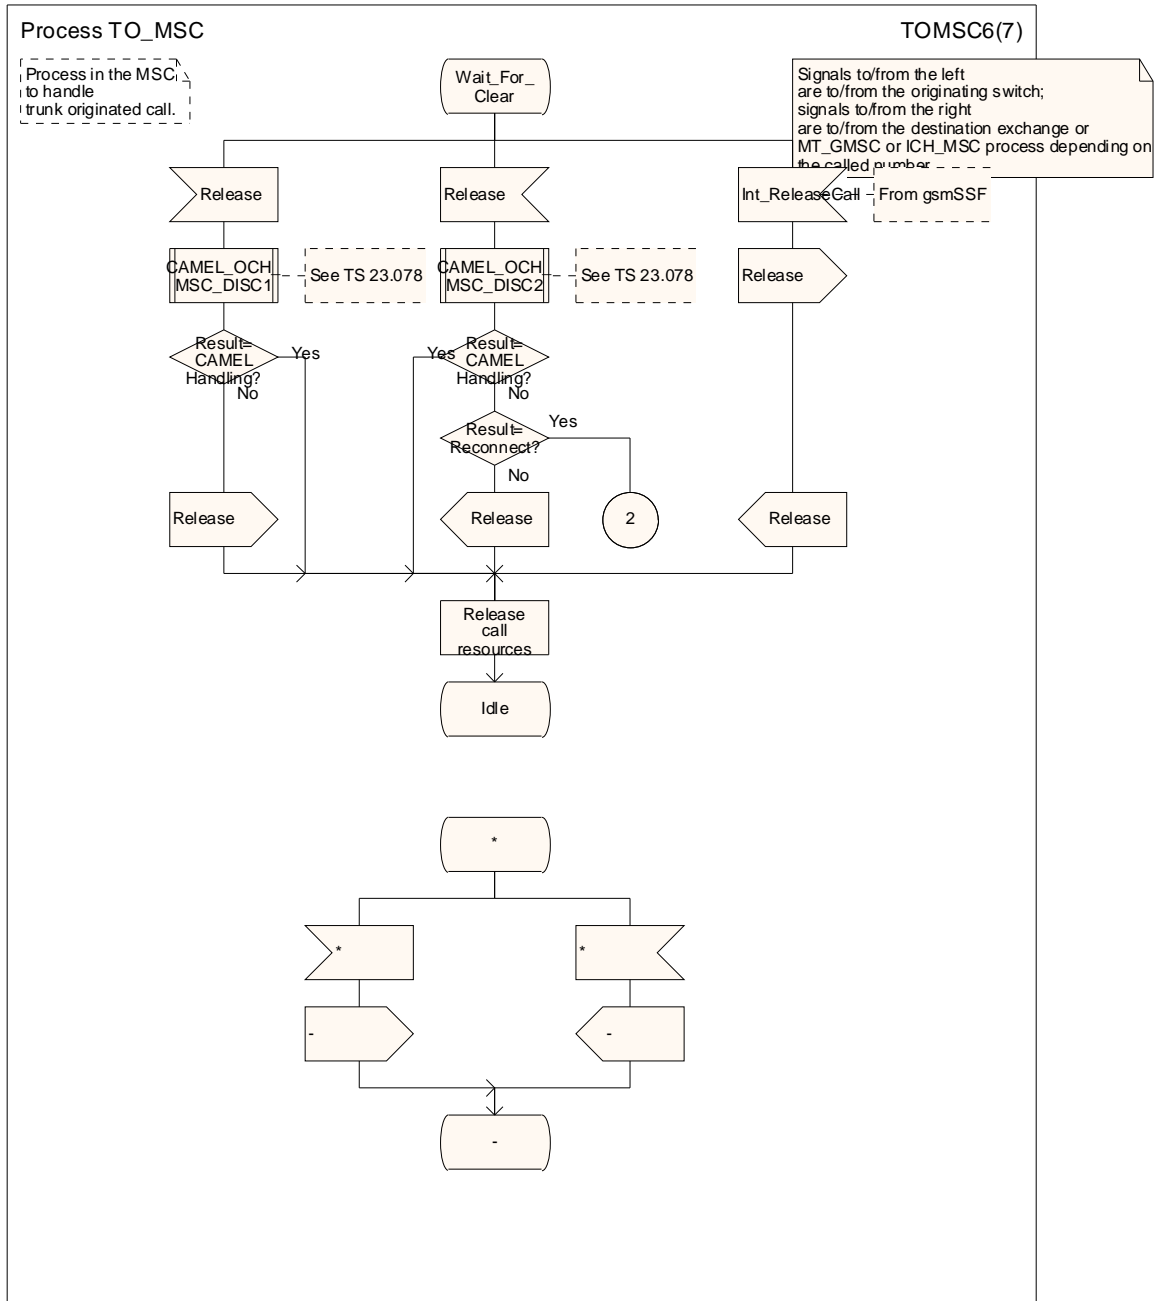 Process TO_MSC
TOMSC6(7)
Process in the MSC
to handle
trunk originated call.
Wait_For_
Clear
Signals to/from the left
are to/from the originating switch;
signals to/from the right
are to/from the destination exchange or
MT_GMSC or ICH_MSC process depending on
the called number
Release
Release
Int_ReleaseCall
From gsmSSF
CAMEL_OCH_
MSC_DISC1
See TS 23.078
CAMEL_OCH_
MSC_DISC2
See TS 23.078
Release
Result=
CAMEL
Handling?
Yes
No
Yes
Result=
CAMEL
Handling?
No
Result=
Reconnect?
Yes
No
Release
Release
2
Release
Release
call
resources
Idle
*
*
*
-
-
-